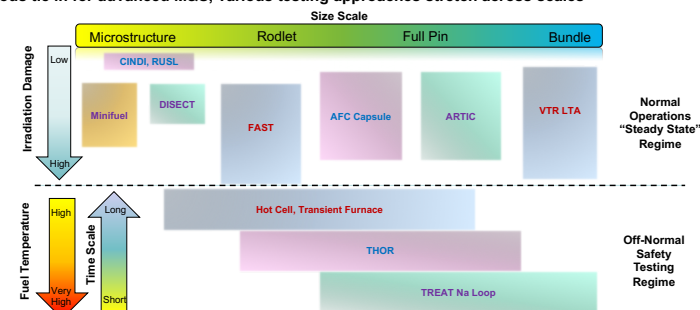 Size Scale
Microstructure Rodlet Full Pin Bundle
Irradiation Damage
Low
High
CINDI, RUSL
Minifuel
DISECT
FAST
AFC Capsule
ARTIC
VTR LTA
Normal
Operations
“Steady State”
Regime
Fuel Temperature
High
Very
High
Time Scale
Long
Short
Hot Cell, Transient Furnace
THOR
TREAT Na Loop
Off-Normal
Safety
Testing
Regime